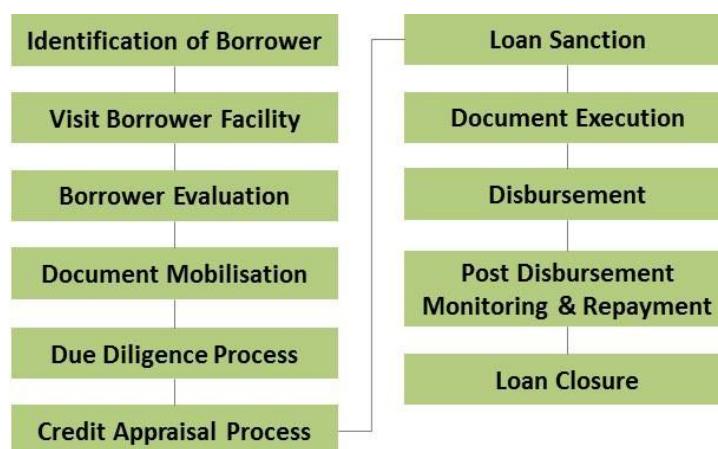 Identification of Borrower
Visit Borrower Facility
Borrower Evaluation
Document Mobilisation
Due Diligence Process
Credit Appraisal Process
Loan Sanction
Document Execution
Disbursement
Post Disbursement
Monitoring & Repayment
Loan Closure